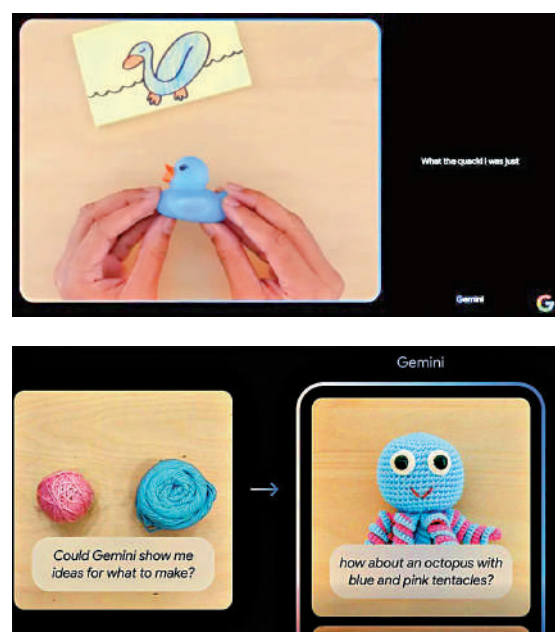 What the quack! I was just
Gemini
G
Gemini
Could Gemini show me
ideas for what to make?
how about an octopus with
blue and pink tentacles?